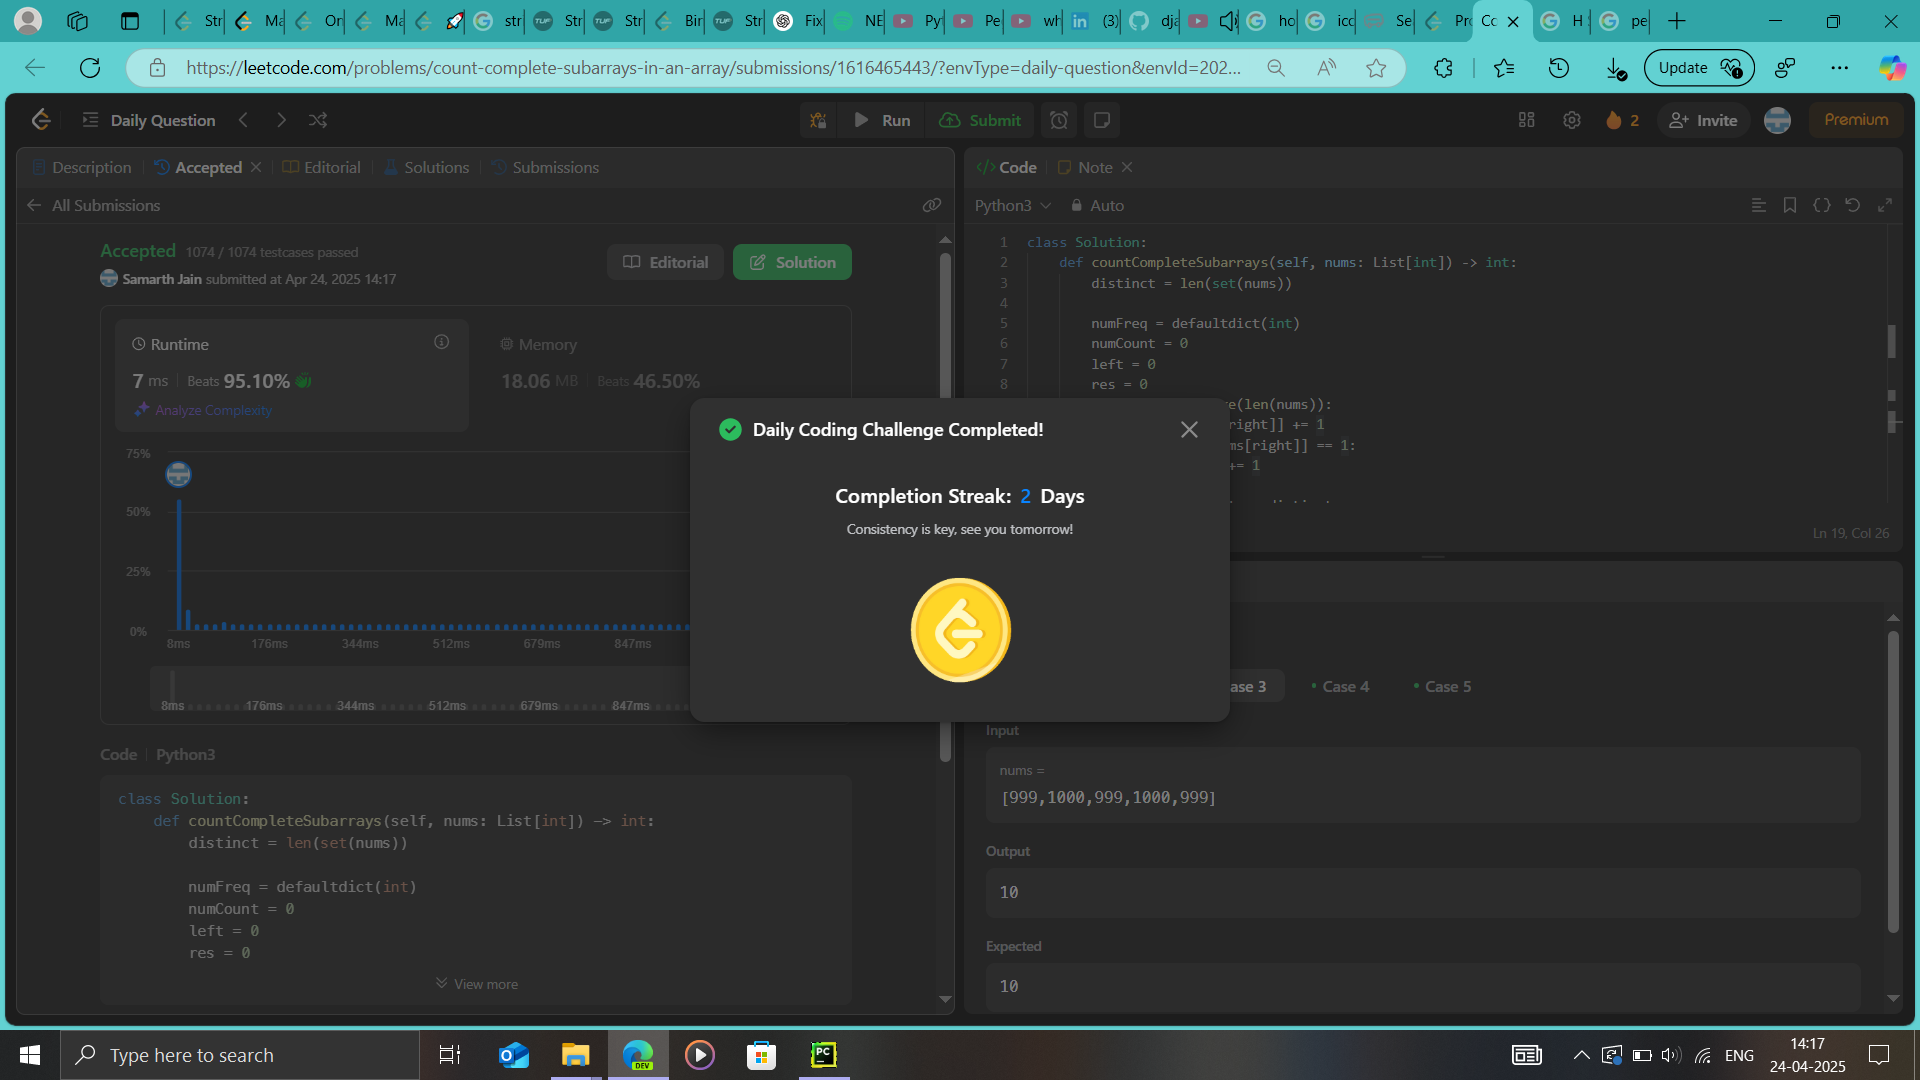 Str
Ma
On
Ma
str
Str
Str
Bir
Str
Fix
NE
Pyt
Pe
wh
(3)
dja
ho
icc
Se
Pro
Co
H S
pe
https://leetcode.com/problems/count-complete-subarrays-in-an-array/submissions/1616465443/?envType=daily-question&envId=202...
Update
Daily Question
Run
Submit
2
Invite
Premium
Description
Accepted
Editorial
Solutions
Submissions
All Submissions
Accepted 1074 / 1074 testcases passed
Samarth Jain submitted at Apr 24, 2025 14:17
Editorial
Solution
Runtime
7 ms Beats 95.10%
Analyze Complexity
Memory
18.06 MB Beats 46.50%
75%
50%
25%
0%
8ms 176ms 344ms 512ms 679ms 847ms
8ms 176ms 344ms 512ms 679ms 847ms
Code Python3
class Solution:
def countCompleteSubarrays(self, nums: List[int]) -> int:
distinct = len(set(nums))
numFreq = defaultdict(int)
numCount = 0
left = 0
res = 0
View more
Daily Coding Challenge Completed!
Completion Streak: 2 Days
Consistency is key, see you tomorrow!
Code
Note
Python3
Auto
1 class Solution:
2 def countCompleteSubarrays(self, nums: List[int]) -> int:
3 distinct = len(set(nums))
4
5 numFreq = defaultdict(int)
6 numCount = 0
7 left = 0
8 res = 0
e(len(nums)):
right]] += 1
ms[right]] == 1:
+= 1
Ln 19, Col 26
ase 3
Case 4
Case 5
Input
nums =
[999,1000,999,1000,999]
Output
10
Expected
10
Type here to search
DEV
PC
ENG
14:17
24-04-2025